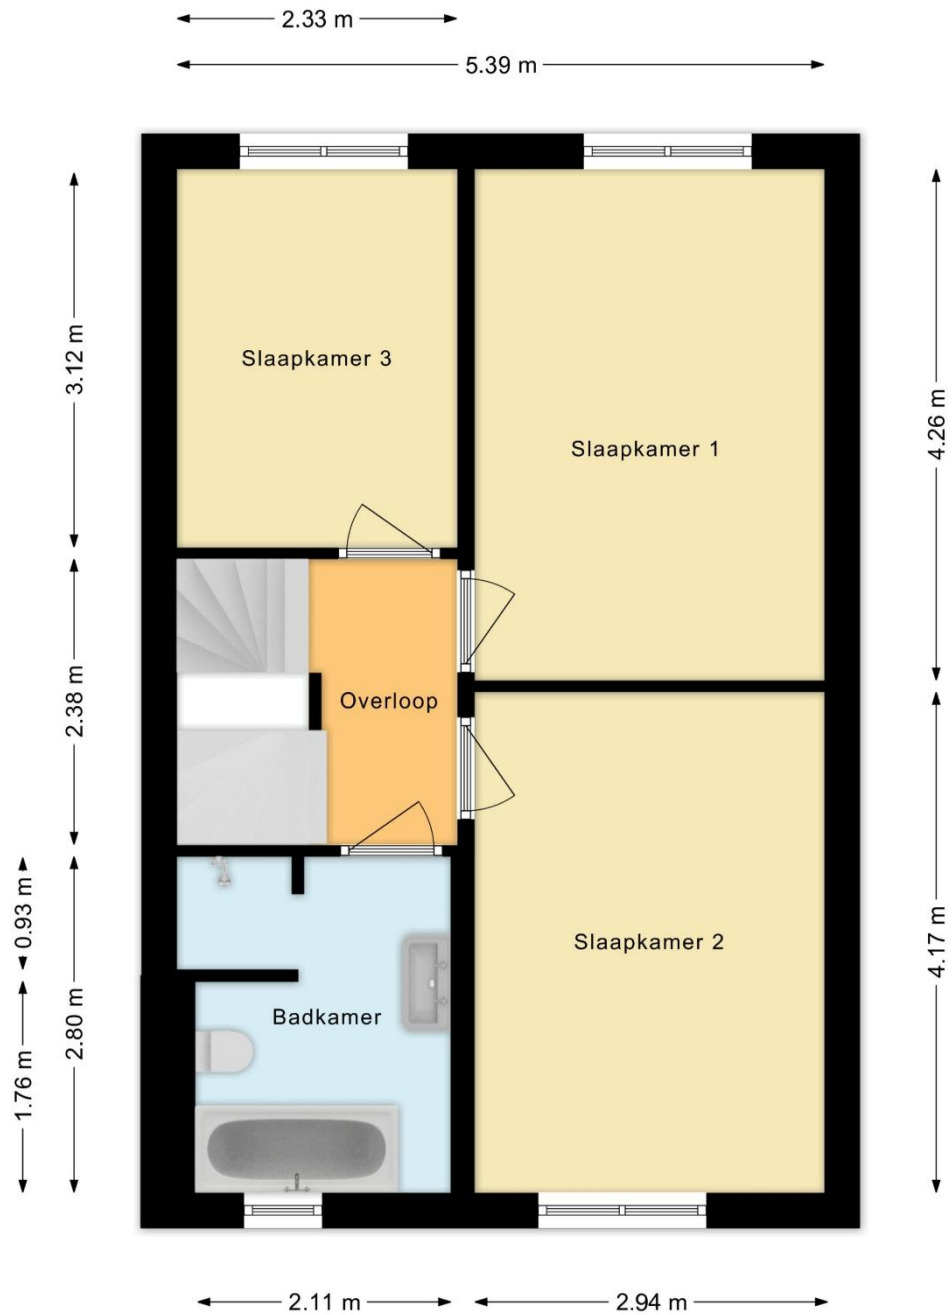 2.33 m
5.39 m
3.12 m
Slaapkamer 3
4.26 m
Slaapkamer 1
2.38 m
Overloop
0.93 m
4.17 m
Slaapkamer 2
2.80 m
Badkamer
1.76 m
2.11 m
2.94 m